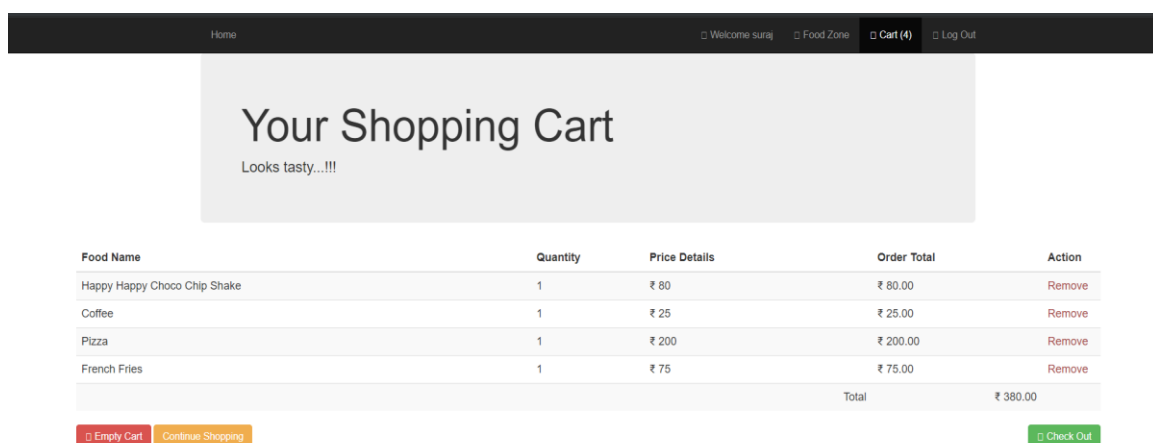 Home Welcome suraj Food Zone Cart (4) Log Out
Your Shopping Cart
Looks tasty...!!!
Food Name Quantity Price Details Order Total Action
Happy Happy Choco Chip Shake 1 ₹ 80 ₹ 80.00 Remove
Coffee 1 ₹ 25 ₹ 25.00 Remove
Pizza 1 ₹ 200 ₹ 200.00 Remove
French Fries 1 ₹ 75 ₹ 75.00 Remove
Total ₹ 380.00
Empty Cart Continue Shopping Check Out